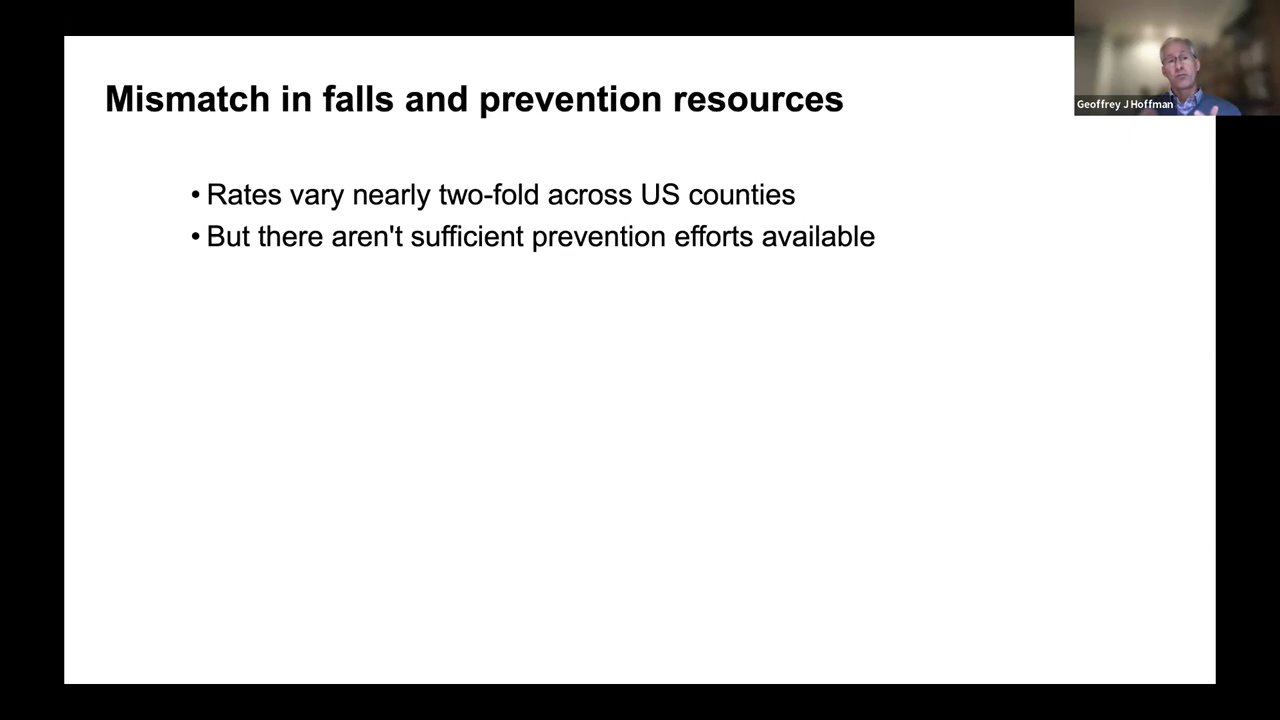 Mismatch in falls and prevention resources
Geoffrey J Hoffman
• Rates vary nearly two-fold across US counties
• But there aren't sufficient prevention efforts available